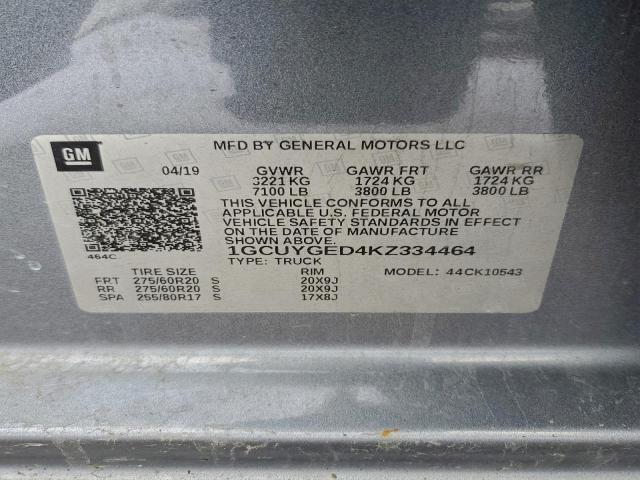 GM
MFD BY GENERAL MOTORS LLC
04/19 GVWR GAWR FRT GAWR RR
3221 KG 1724 KG 1724 KG
7100 LB 3800 LB 3800 LB
THIS VEHICLE CONFORMS TO ALL
APPLICABLE U.S. FEDERAL MOTOR
VEHICLE SAFETY STANDARDS IN EFFECT
ON THE DATE OF MANUFACTURE
SHOWN ABOVE.
464C 1GCUYGED4KZ334464
TYPE: TRUCK MODEL: 44CK10543
TIRE SIZE RIM
FRT 275/60R20 S 20X9J
RR 275/60R20 S 20X9J
SPA 255/80R17 S 17X8J